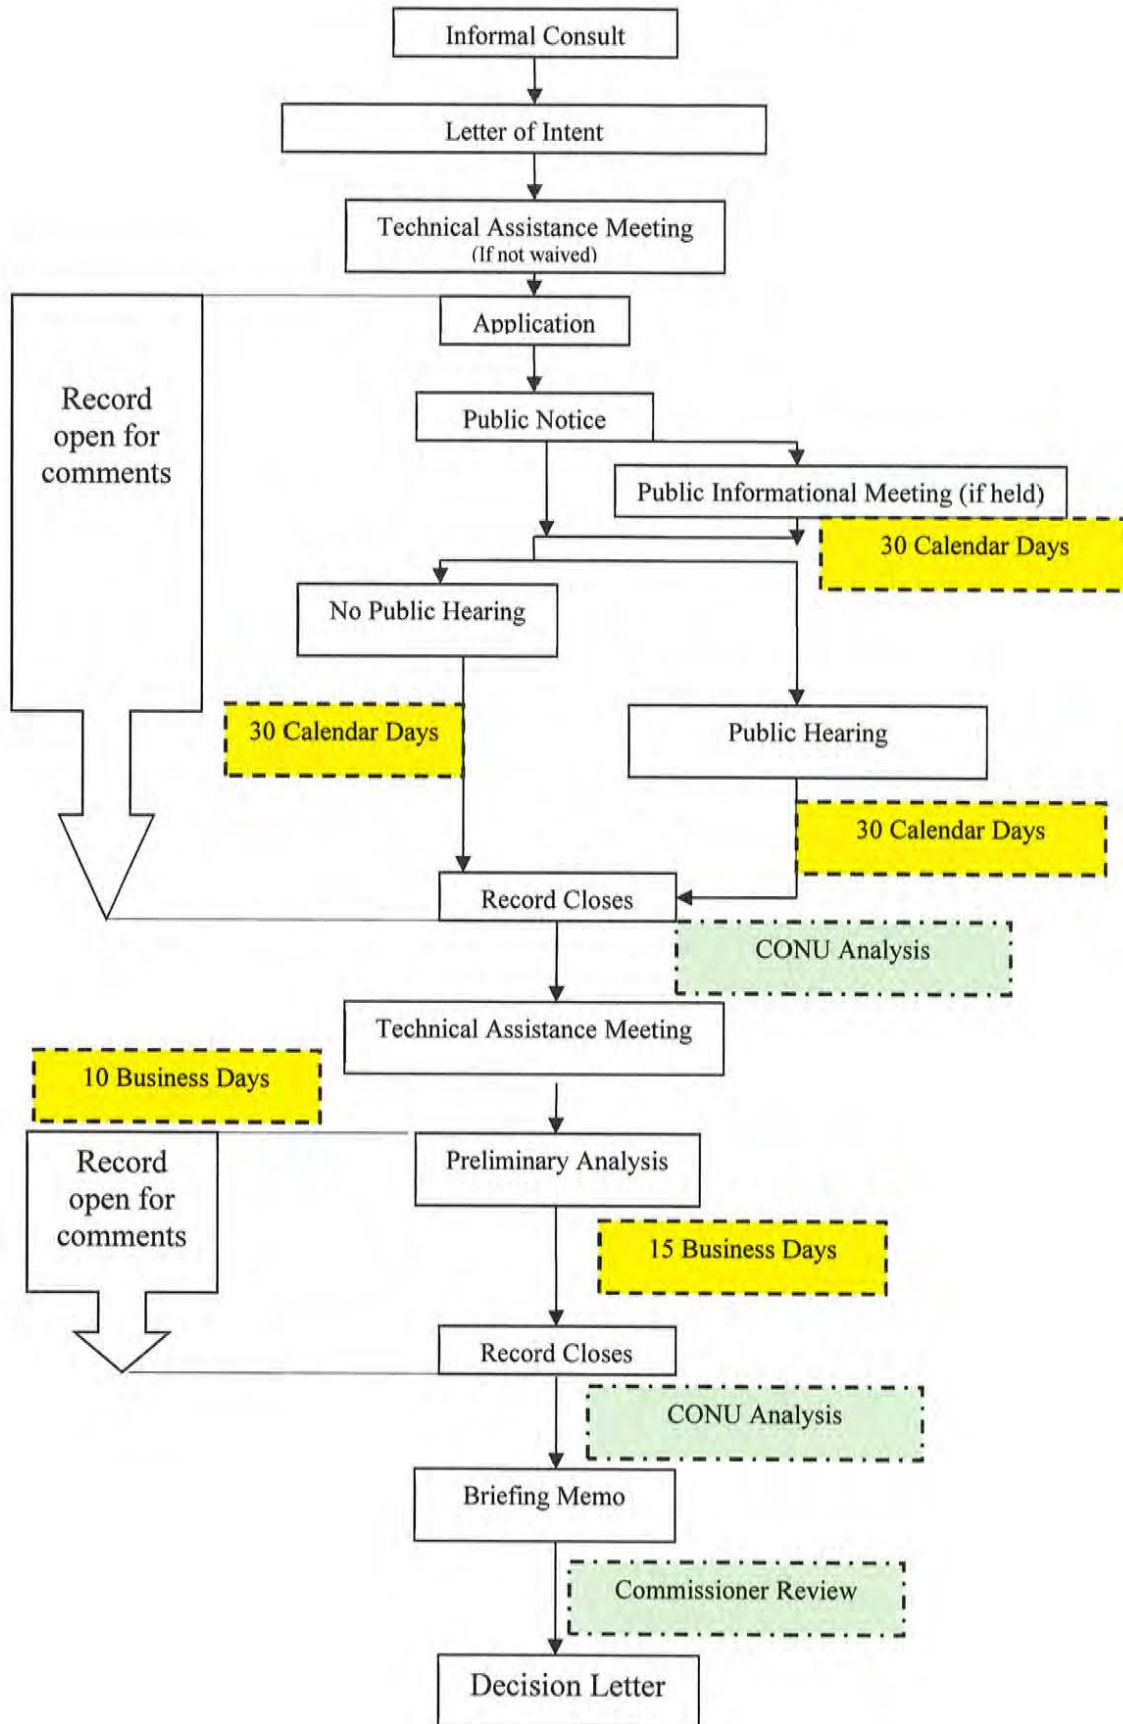 Informal Consult
Letter of Intent
Technical Assistance Meeting
(If not waived)
Application
Record
open for
comments
Public Notice
Public Informational Meeting (if held)
30 Calendar Days
No Public Hearing
30 Calendar Days
Public Hearing
30 Calendar Days
Record Closes
CONU Analysis
Technical Assistance Meeting
10 Business Days
Record
open for
comments
Preliminary Analysis
15 Business Days
Record Closes
CONU Analysis
Briefing Memo
Commissioner Review
Decision Letter